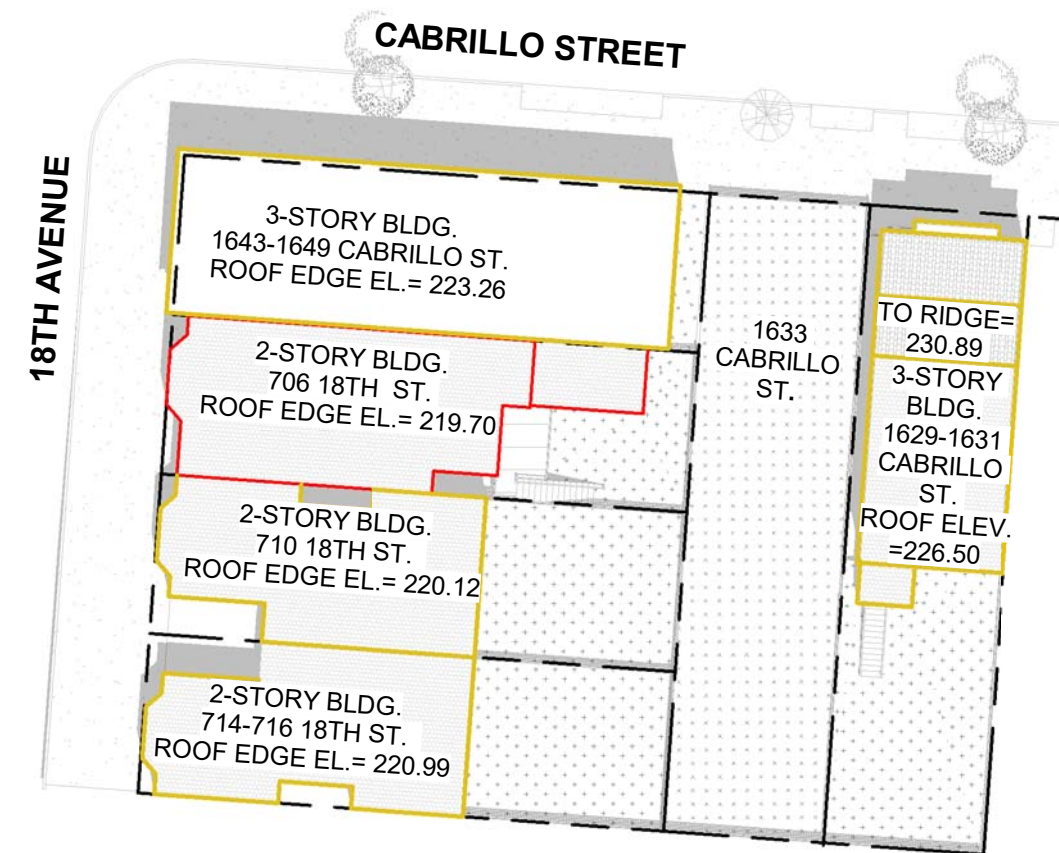 CABRILLO STREET
18TH AVENUE
3-STORY BLDG.
1643-1649 CABRILLO ST.
ROOF EDGE EL.= 223.26
2-STORY BLDG.
706 18TH ST.
ROOF EDGE EL.= 219.70
2-STORY BLDG.
710 18TH ST.
ROOF EDGE EL.= 220.12
2-STORY BLDG.
714-716 18TH ST.
ROOF EDGE EL.= 220.99
1633
CABRILLO
ST.
TO RIDGE=
230.89
3-STORY
BLDG.
1629-1631
CABRILLO
ST.
ROOF ELEV.
=226.50